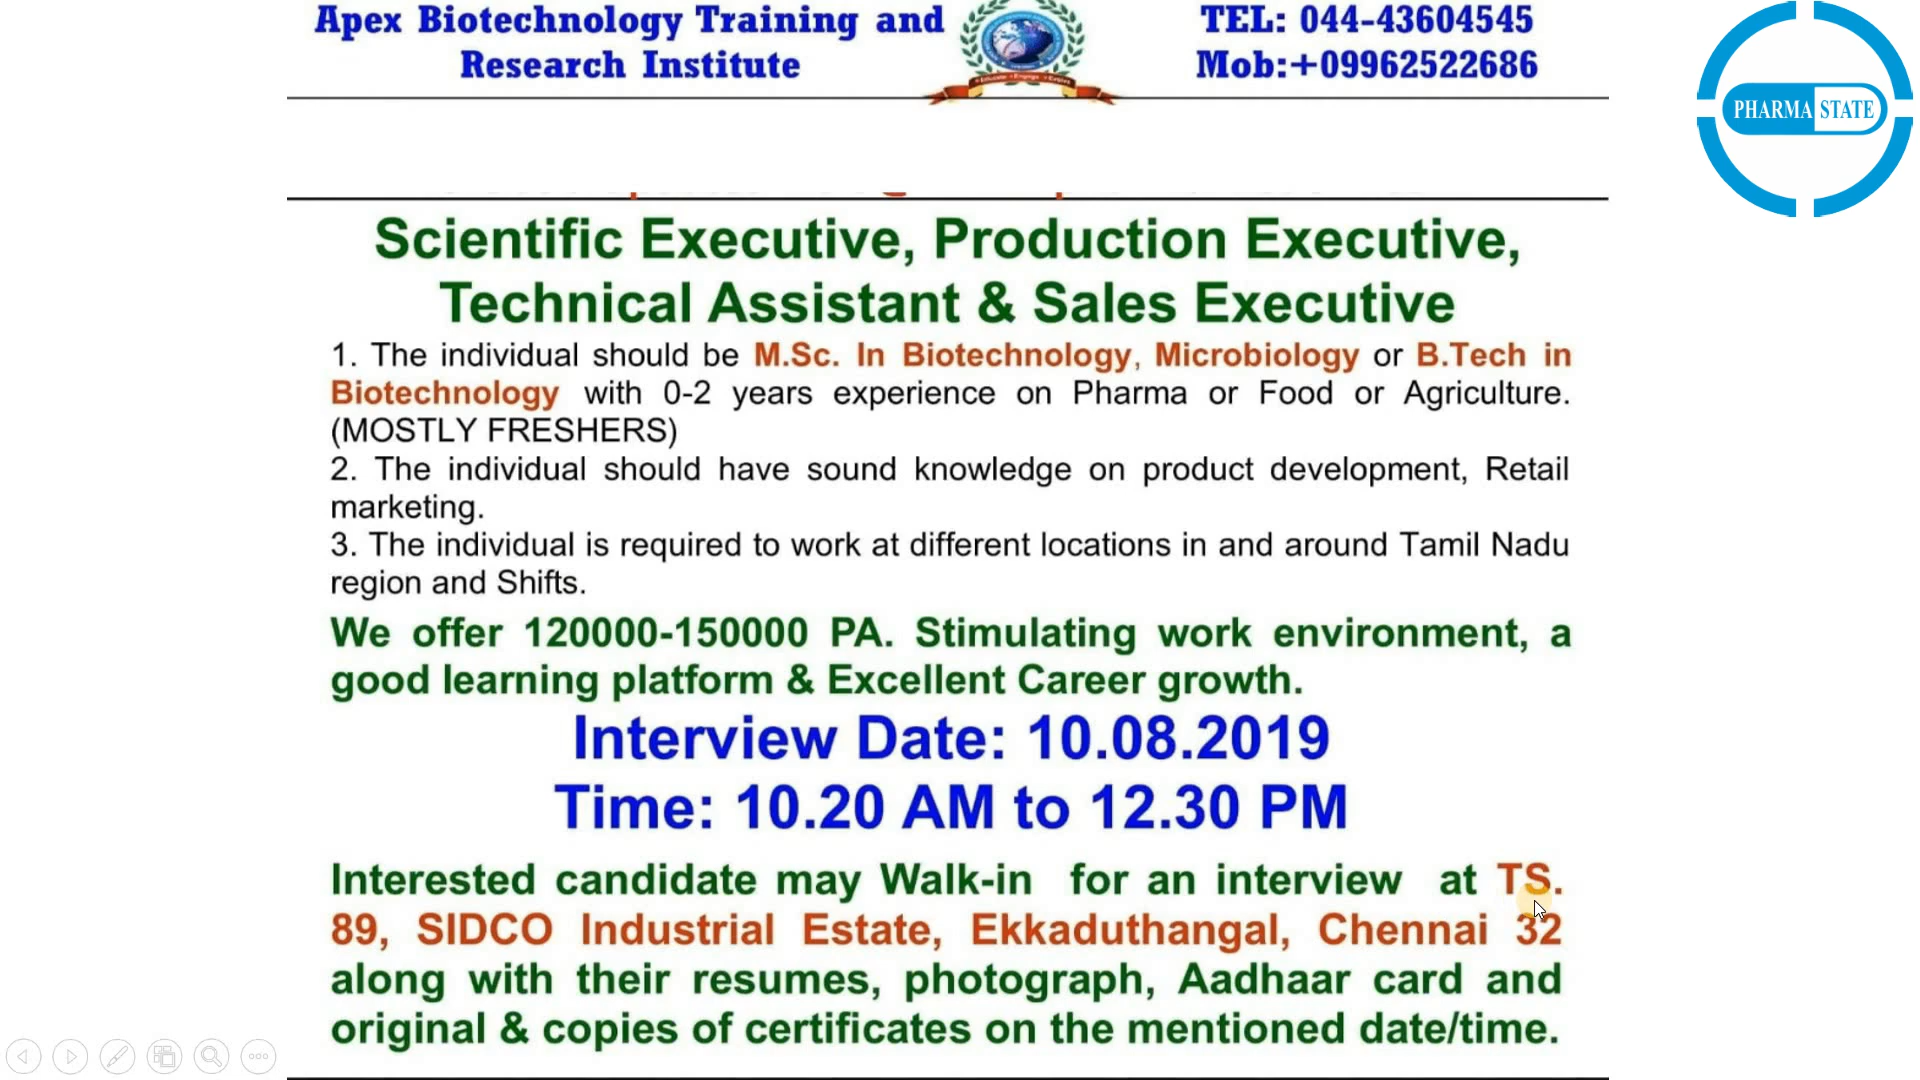 Apex Biotechnology Training and
Research Institute
TEL: 044-43604545
Mob:+09962522686
PHARMA STATE
Scientific Executive, Production Executive,
Technical Assistant & Sales Executive
1. The individual should be M.Sc. In Biotechnology, Microbiology or B.Tech in
Biotechnology with 0-2 years experience on Pharma or Food or Agriculture.
(MOSTLY FRESHERS)
2. The individual should have sound knowledge on product development, Retail
marketing.
3. The individual is required to work at different locations in and around Tamil Nadu
region and Shifts.
We offer 120000-150000 PA. Stimulating work environment, a
good learning platform & Excellent Career growth.
Interview Date: 10.08.2019
Time: 10.20 AM to 12.30 PM
Interested candidate may Walk-in for an interview at TS.
89, SIDCO Industrial Estate, Ekkaduthangal, Chennai 32
along with their resumes, photograph, Aadhaar card and
original & copies of certificates on the mentioned date/time.